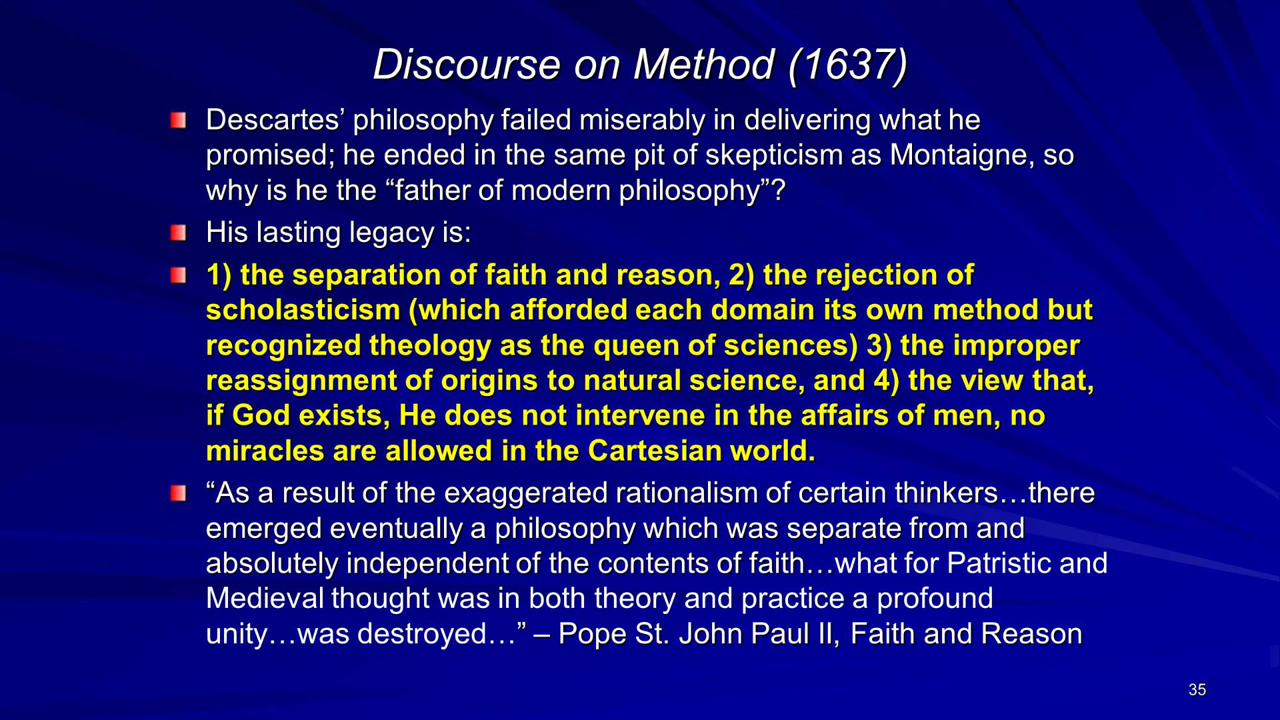 Discourse on Method (1637)
Descartes’ philosophy failed miserably in delivering what he
promised; he ended in the same pit of skepticism as Montaigne, so
why is he the “father of modern philosophy”?
His lasting legacy is:
1) the separation of faith and reason, 2) the rejection of
scholasticism (which afforded each domain its own method but
recognized theology as the queen of sciences) 3) the improper
reassignment of origins to natural science, and 4) the view that,
if God exists, He does not intervene in the affairs of men, no
miracles are allowed in the Cartesian world.
“As a result of the exaggerated rationalism of certain thinkers…there
emerged eventually a philosophy which was separate from and
absolutely independent of the contents of faith…what for Patristic and
Medieval thought was in both theory and practice a profound
unity…was destroyed…” – Pope St. John Paul II, Faith and Reason
35